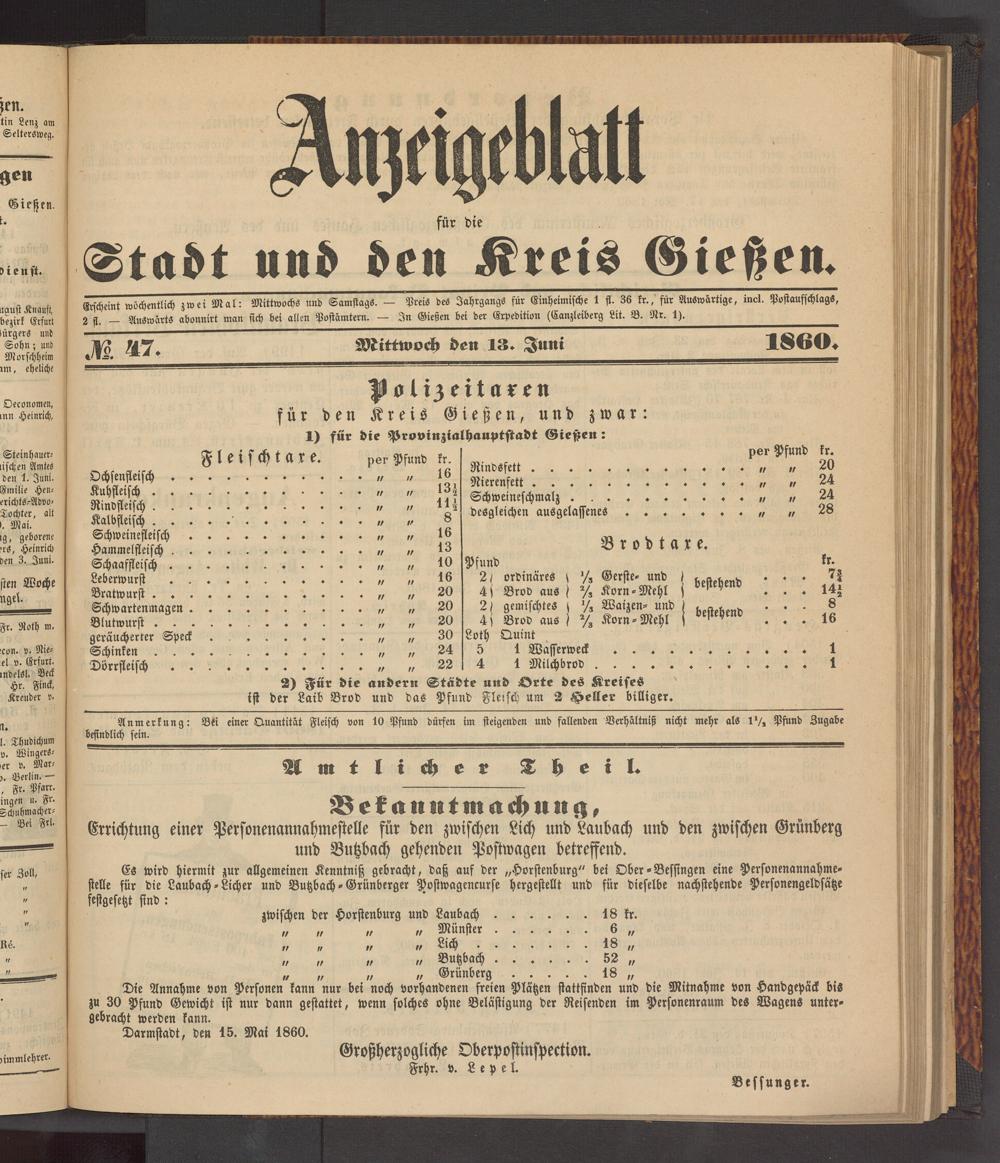 Anzeigeblatt
für die
Stadt und den Kreis Gießen.
Erscheint wöchentlich zwei Mal: Mittwochs und Samstags. — Preis des Jahrgangs für Einheimische 1 fl. 36 kr., für Auswärtige, incl. Postaufschlags,
2 fl. — Auswärts abonnirt man sich bei allen Postämtern. — In Gießen bei der Expedition (Canzleiberg Lit. B. Nr. 1).
No. 47. Mittwoch den 13. Juni 1860.
Polizeitaxen
für den Kreis Gießen, und zwar:
1) für die Provinzialhauptstadt Gießen:
Fleischtaxe. per Pfund kr.
Ochsenfleisch . . . . . . . . . . . . „ „ 16
Kuhfleisch . . . . . . . . . . . . „ „ 13½
Rindfleisch . . . . . . . . . . . . „ „ 11½
Kalbfleisch . . . . . . . . . . . . „ „ 8
Schweinefleisch . . . . . . . . . . . „ „ 16
Hammelfleisch . . . . . . . . . . . „ „ 13
Schaaffleisch . . . . . . . . . . . . „ „ 10
Leberwurst . . . . . . . . . . . . „ „ 16
Bratwurst . . . . . . . . . . . . „ „ 20
Schwartenmagen . . . . . . . . . . . „ „ 20
Blutwurst . . . . . . . . . . . . „ „ 20
geräucherter Speck . . . . . . . . . . „ „ 30
Schinken . . . . . . . . . . . . „ „ 24
Dörrfleisch . . . . . . . . . . . . „ „ 22
per Pfund kr.
Rindsfett . . . . . . . . . . . . „ „ 20
Nierenfett . . . . . . . . . . . . „ „ 24
Schweineschmalz . . . . . . . . . . „ „ 24
desgleichen ausgelassenes . . . . . . . . „ „ 28
Brodtaxe.
Pfund kr.
2 ordinäres ⅓ Gerste- und bestehend . . . 7¾
4 Brod aus ⅔ Korn-Mehl . . . 14½
2 gemischtes ⅓ Waizen- und bestehend . . . 8
4 Brod aus ⅔ Korn-Mehl . . . 16
Loth Quint
5 1 Wasserweck . . . . . . . . . . . 1
4 1 Milchbrod . . . . . . . . . . . . 1
2) Für die andern Städte und Orte des Kreises
ist der Laib Brod und das Pfund Fleisch um 2 Heller billiger.
Anmerkung: Bei einer Quantität Fleisch von 10 Pfund dürfen im steigenden und fallenden Verhältniß nicht mehr als 1⅓ Pfund Zugabe
befindlich sein.
Amtlicher Theil.
Bekanntmachung,
Errichtung einer Personenannahmestelle für den zwischen Lich und Laubach und den zwischen Grünberg
und Butzbach gehenden Postwagen betreffend.
Es wird hiermit zur allgemeinen Kenntniß gebracht, daß auf der „Horstenburg“ bei Ober-Bessingen eine Personenannahme-
stelle für die Laubach-Licher und Butzbach-Grünberger Postwagencurse hergestellt und für dieselbe nachstehende Personengeldsätze
festgesetzt sind:
zwischen der Horstenburg und Laubach . . . . . . 18 kr.
„ „ „ „ Münster . . . . . . 6 „
„ „ „ „ Lich . . . . . . . 18 „
„ „ „ „ Butzbach . . . . . . 52 „
„ „ „ „ Grünberg . . . . . 18 „
Die Annahme von Personen kann nur bei noch vorhandenen freien Plätzen stattfinden und die Mitnahme von Handgepäck bis
zu 30 Pfund Gewicht ist nur dann gestattet, wenn solches ohne Belästigung der Reisenden im Personenraum des Wagens unter-
gebracht werden kann.
Darmstadt, den 15. Mai 1860.
Großherzogliche Oberpostinspection.
Frhr. v. Lepel.
Bessunger.